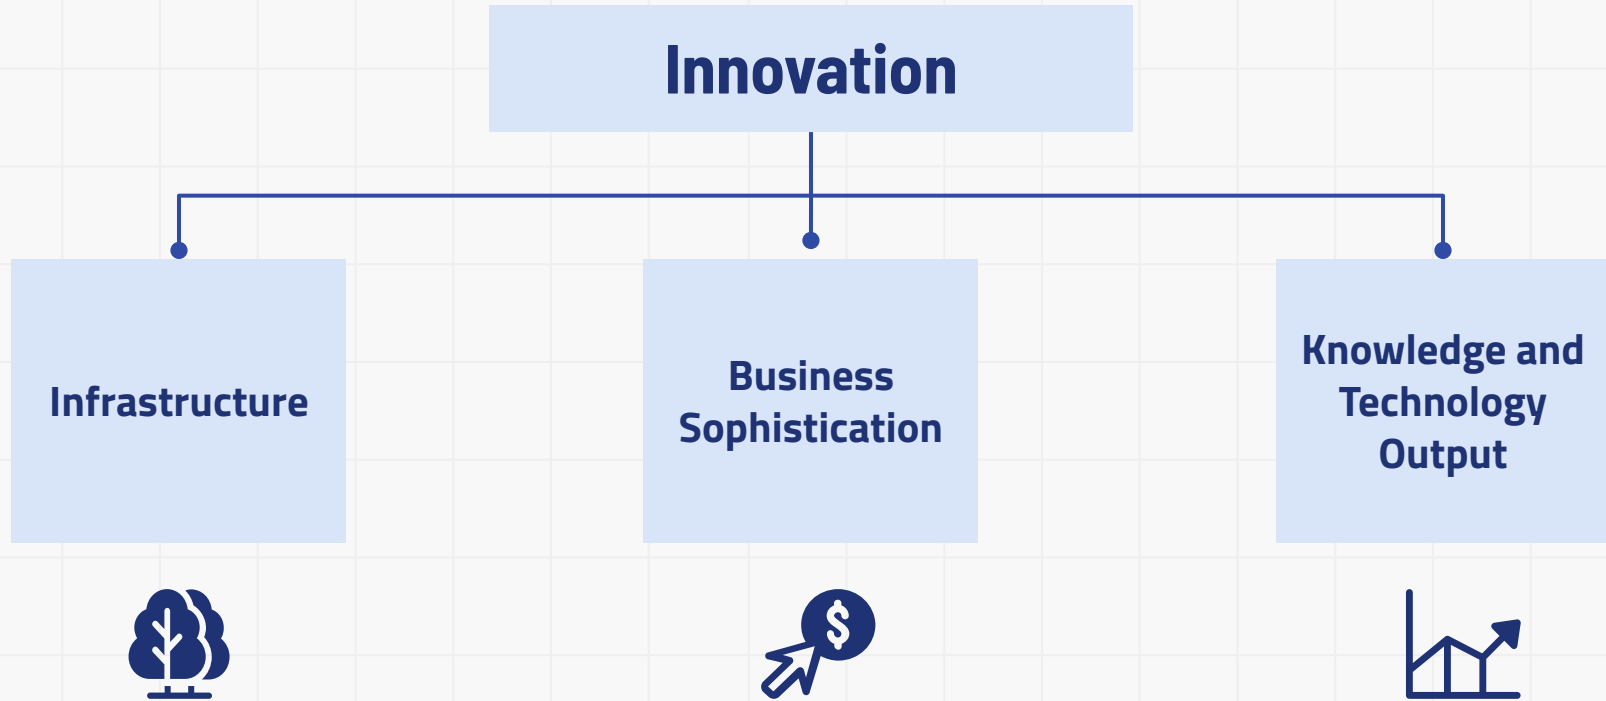 Innovation
Infrastructure
Business
Sophistication
Knowledge and
Technology
Output
$